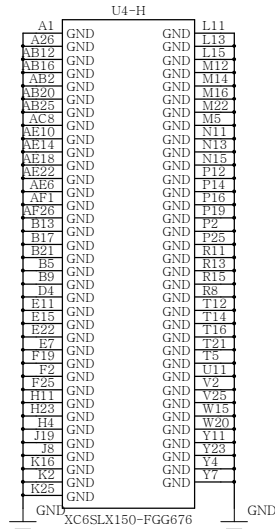 U4-H
A1 GND GND L11
A26 GND GND L13
AB12 GND GND L15
AB16 GND GND M12
AB2 GND GND M14
AB20 GND GND M16
AB25 GND GND M22
AC8 GND GND M5
AE10 GND GND N11
AE14 GND GND N13
AE18 GND GND N15
AE22 GND GND P12
AE6 GND GND P14
AF1 GND GND P16
AF26 GND GND P19
B13 GND GND P2
B17 GND GND P25
B21 GND GND R11
B5 GND GND R13
B9 GND GND R15
D4 GND GND R8
E11 GND GND T12
E15 GND GND T14
E22 GND GND T16
E7 GND GND T21
F19 GND GND T5
F2 GND GND U11
F25 GND GND V2
H11 GND GND V25
H23 GND GND W15
H4 GND GND W20
J19 GND GND Y11
J8 GND GND Y23
K16 GND GND Y4
K2 GND GND Y7
K25 GND
GND GND
XC6SLX150-FGG676